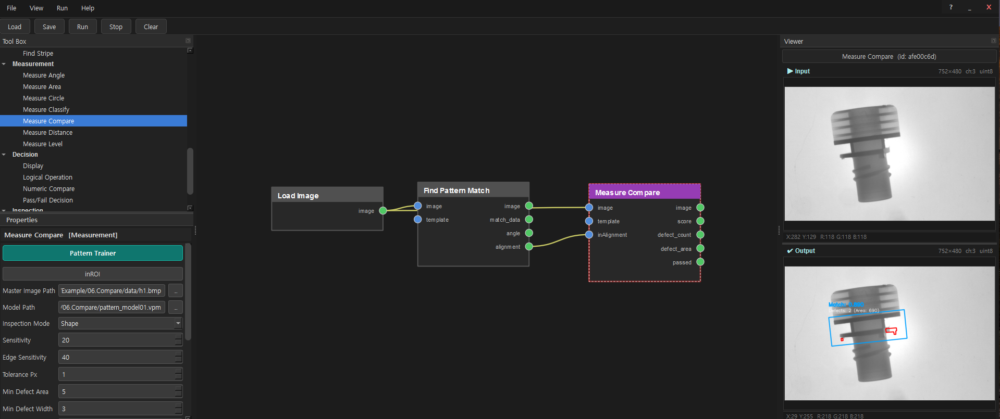 File View Run Help
? _ X
Load Save Run Stop Clear
Tool Box
Find Stripe
Measurement
Measure Angle
Measure Area
Measure Circle
Measure Classify
Measure Compare
Measure Distance
Measure Level
Decision
Display
Logical Operation
Numeric Compare
Pass/Fail Decision
Inspection
Properties
Measure Compare [Measurement]
Pattern Trainer
inROI
Master Image Path 'Example/06.Compare/data/h1.bmp ..
Model Path /06.Compare/pattern_model01.vpm ..
Inspection Mode Shape
Sensitivity 20
Edge Sensitivity 40
Tolerance Px 1
Min Defect Area 5
Min Defect Width 3
Load Image
image
Find Pattern Match
image image
template match_data
angle
alignment
Measure Compare
image image
template score
inAlignment defect_count
defect_area
passed
Viewer
Measure Compare (id: afe00c6d)
Input 752×480 ch:3 uint8
X:282 Y:129 R:118 G:118 B:118
Output 752×480 ch:3 uint8
Match:
Defects: 2 (Area: 690)
X:29 Y:255 R:218 G:218 B:218